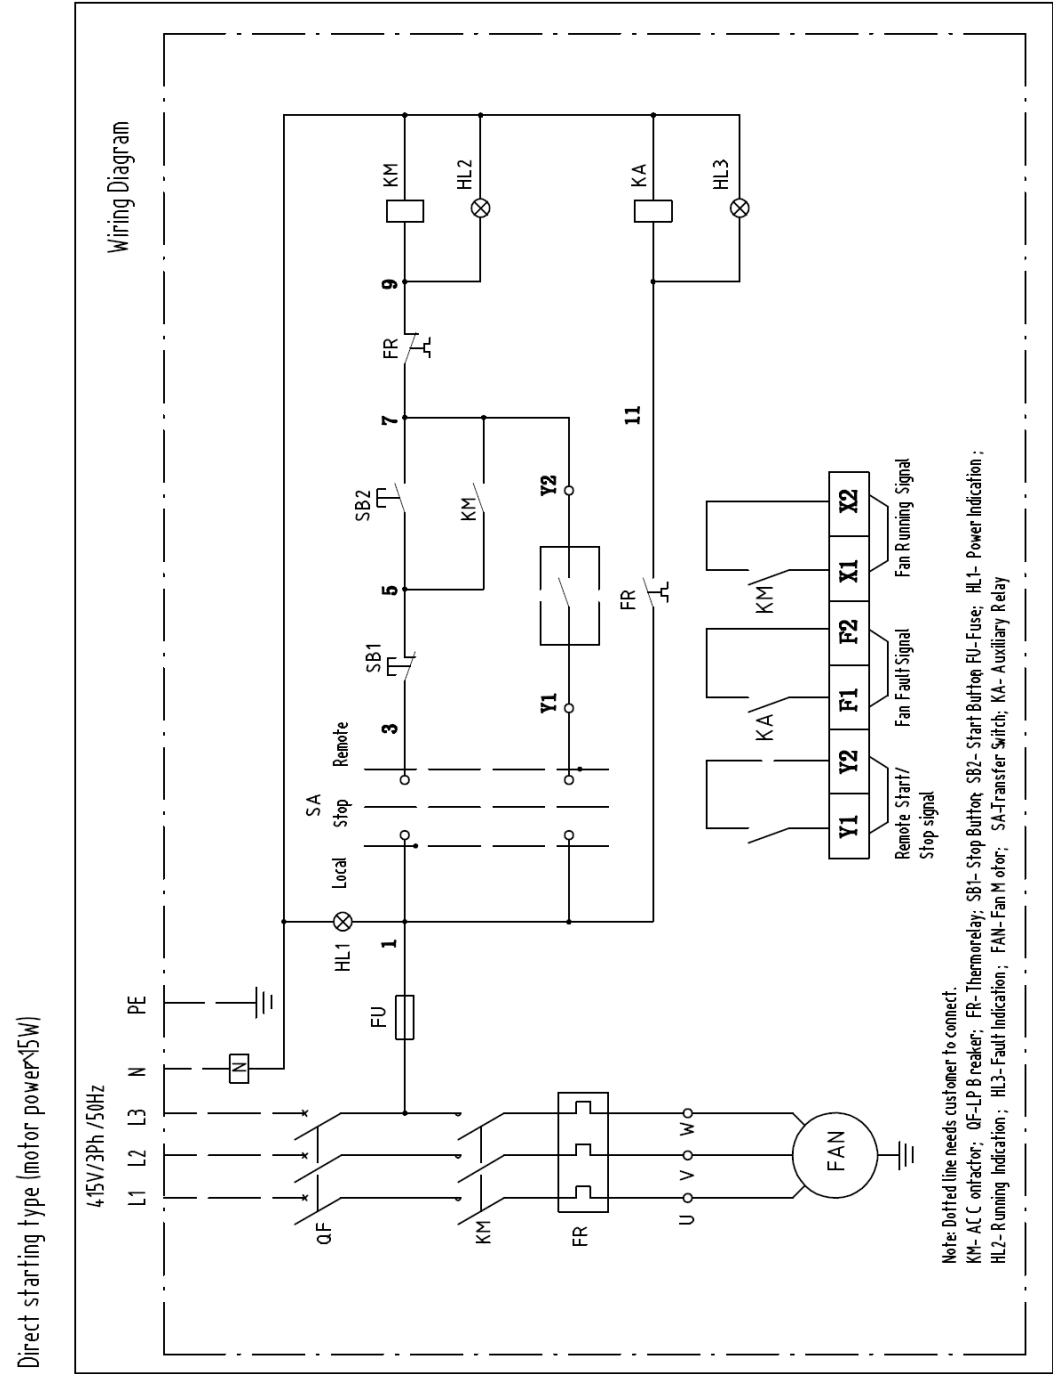 Direct starting type (motor power<15W)
Wiring Diagram
415V/3Ph/50Hz
L1 L2 L3 N PE
N
QF
KM
FR
U V W
FAN
FU
HL1
1
SA
Local Stop Remote
3
SB1
5
SB2
KM
7
FR
9
KM
HL2
Y1
Y2
FR
11
KA
HL3
KA
KM
Y1 Y2 F1 F2 X1 X2
Remote Start/
Stop signal
Fan Fault Signal
Fan Running Signal
Note: Dotted line needs customer to connect.
KM- AC Contactor; QF-LP Breaker; FR-Thermorelay; SB1- Stop Button; SB2- Start Button FU-Fuse; HL1- Power Indication;
HL2-Running Indication; HL3-Fault Indication; FAN-Fan Motor; SA-Transfer Switch; KA- Auxiliary Relay